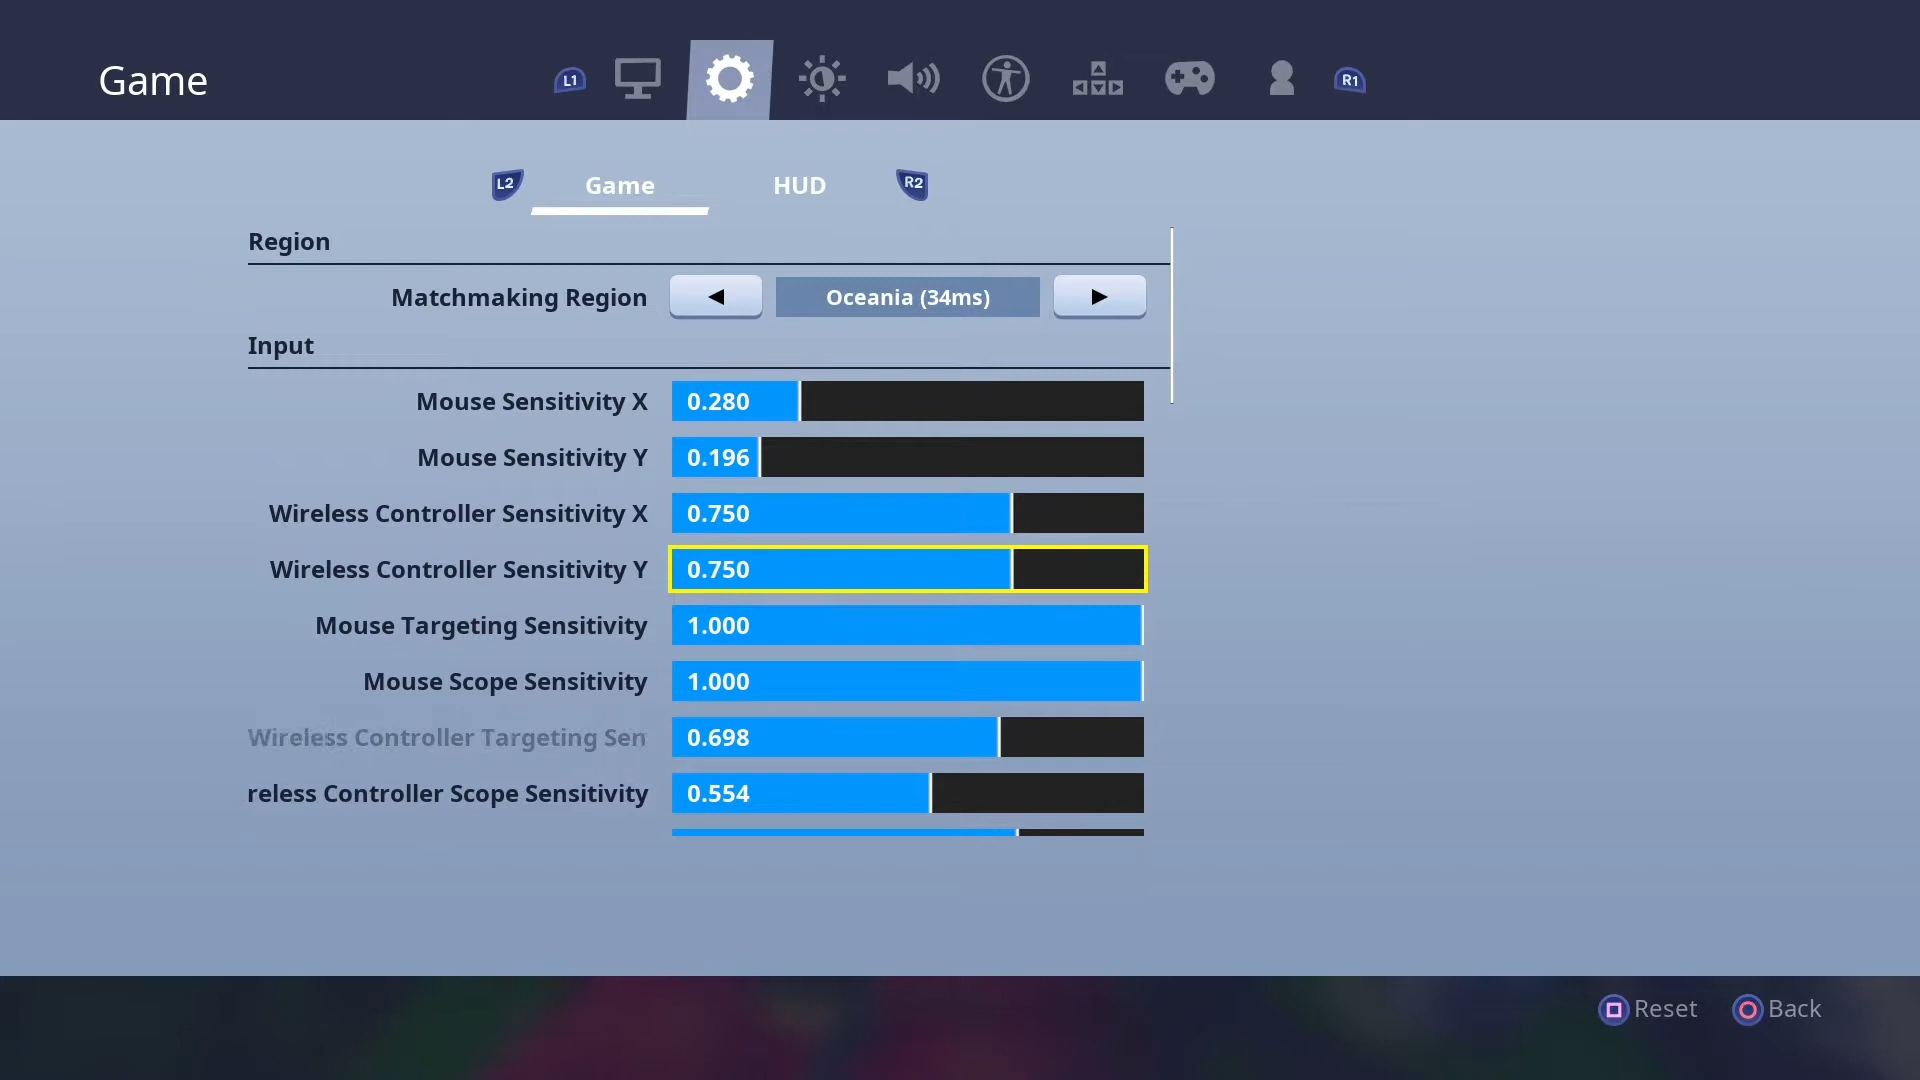 Game
L1
R1
L2
Game
HUD
R2
Region
Matchmaking Region
Oceania (34ms)
Input
Mouse Sensitivity X
0.280
Mouse Sensitivity Y
0.196
Wireless Controller Sensitivity X
0.750
Wireless Controller Sensitivity Y
0.750
Mouse Targeting Sensitivity
1.000
Mouse Scope Sensitivity
1.000
Wireless Controller Targeting Sen
0.698
reless Controller Scope Sensitivity
0.554
Reset
Back